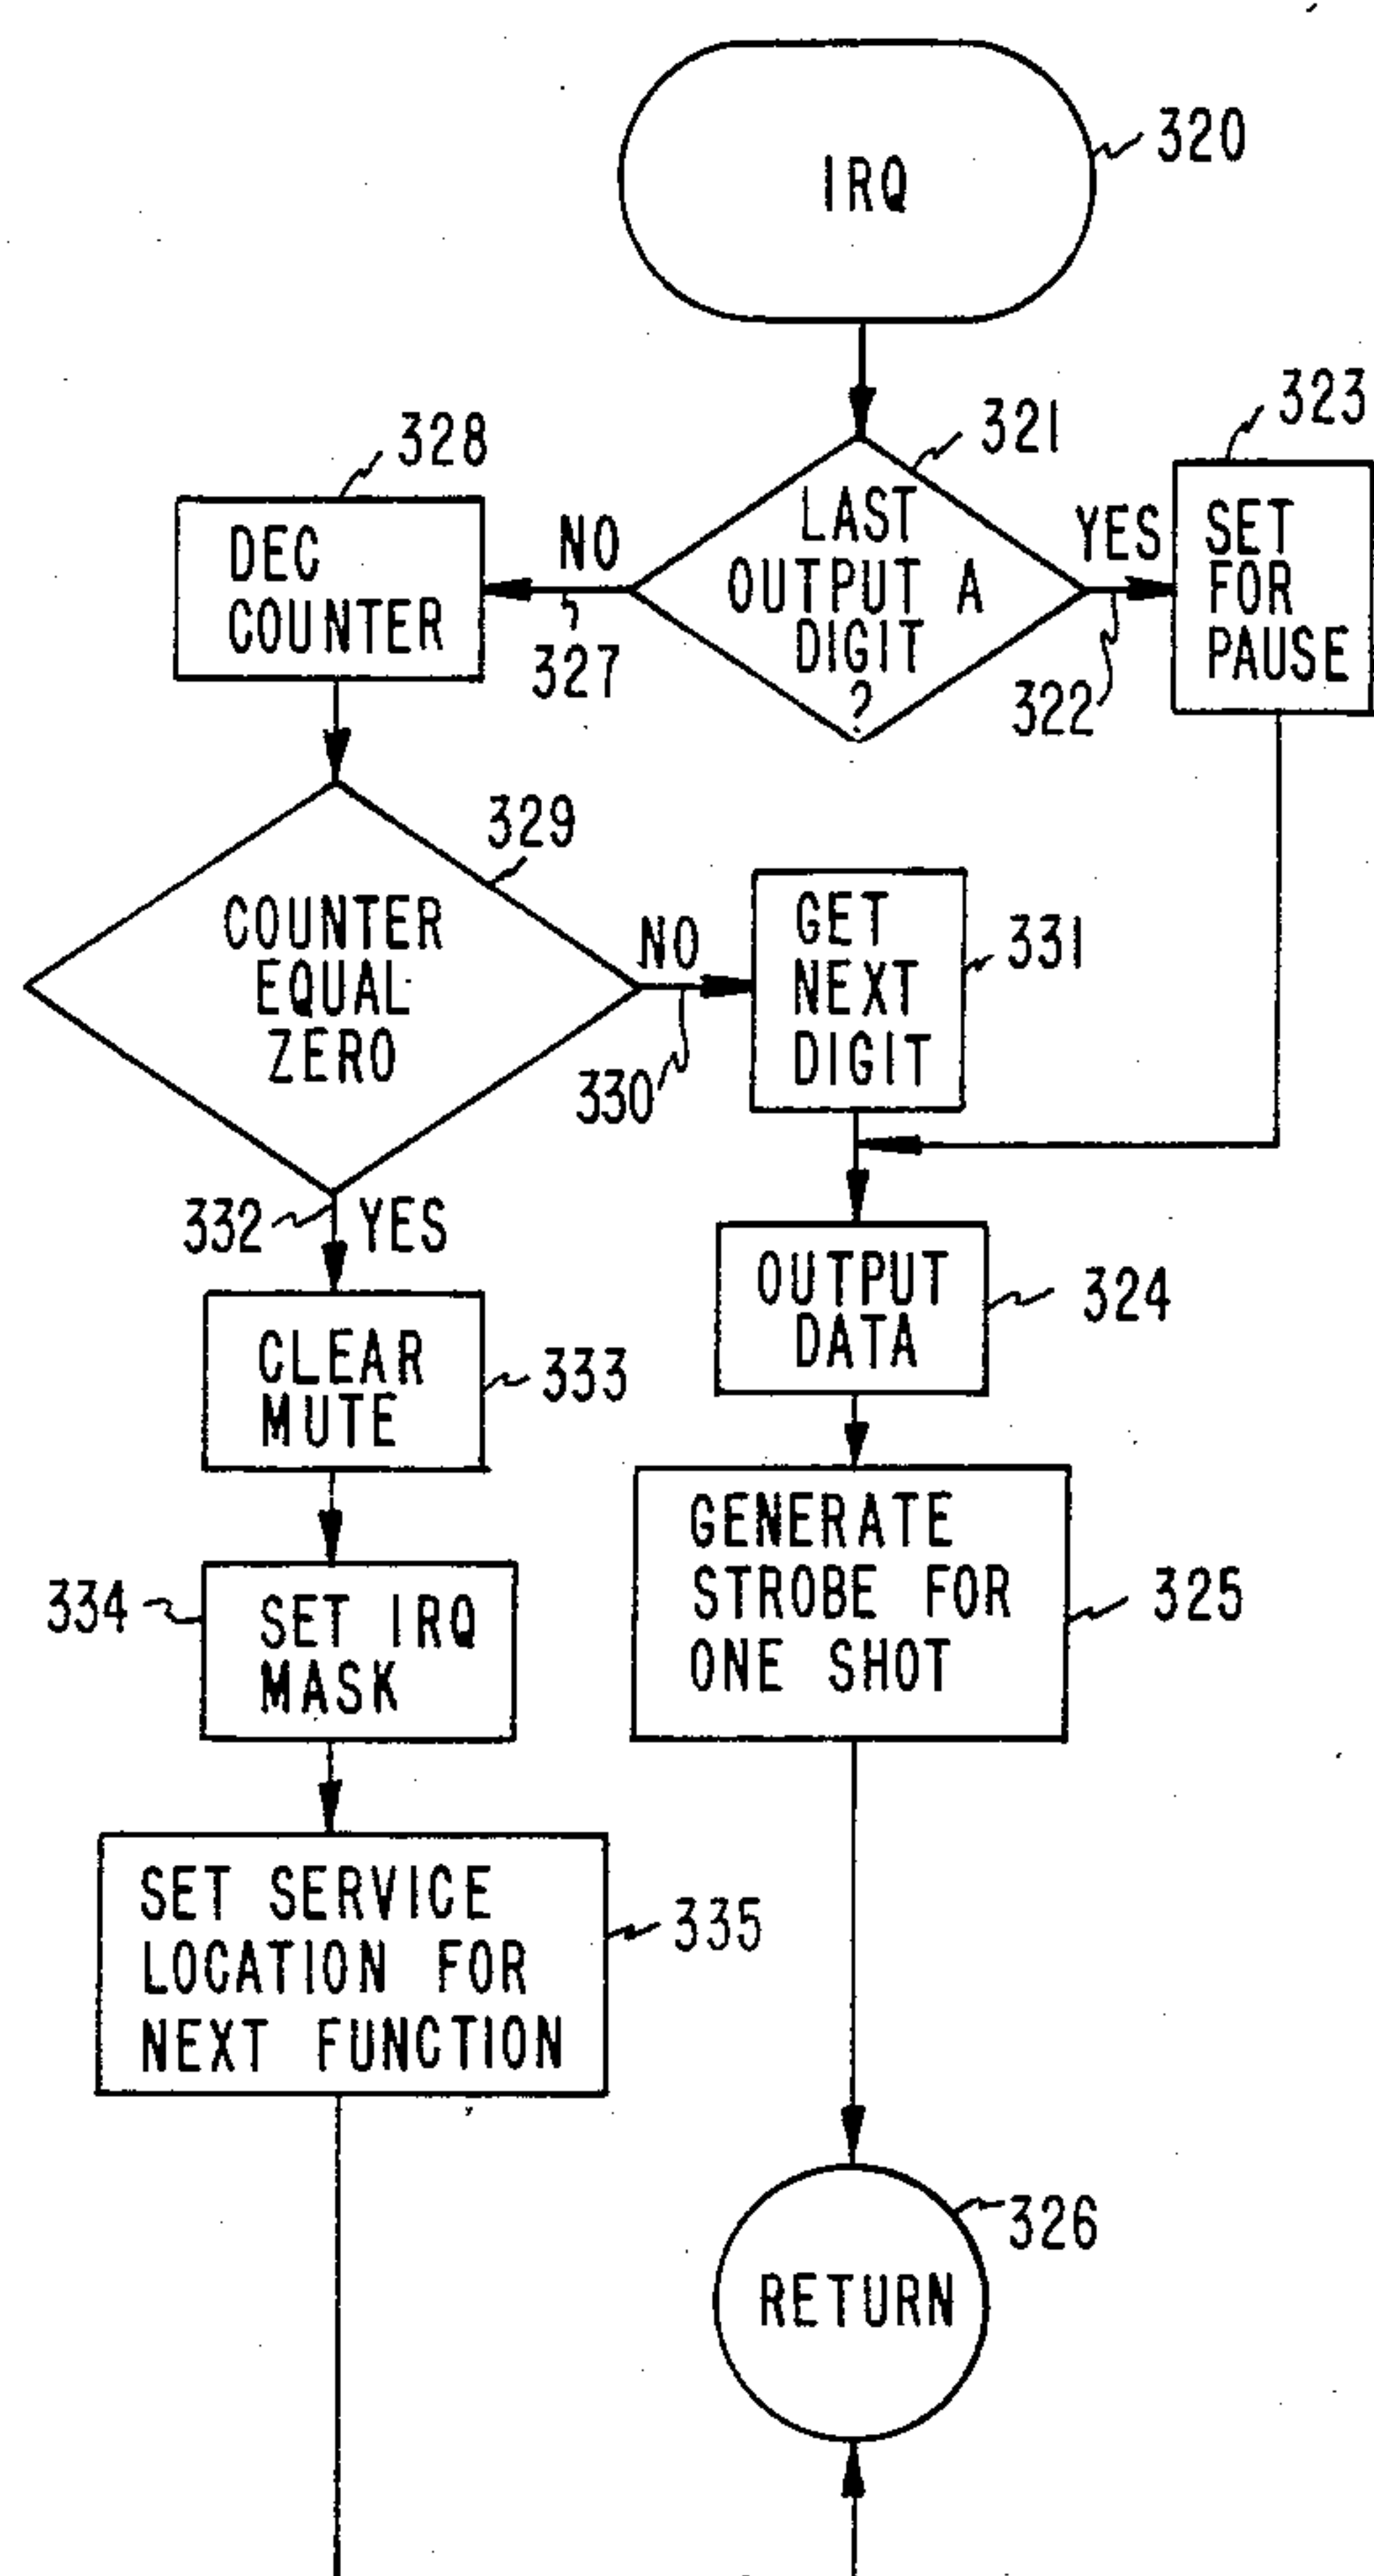 IRQ
320
321
LAST
OUTPUT A
DIGIT
?
YES
322
323
SET
FOR
PAUSE
NO
327
328
DEC
COUNTER
329
COUNTER
EQUAL
ZERO
NO
330
331
GET
NEXT
DIGIT
332
YES
OUTPUT
DATA
324
CLEAR
MUTE
333
GENERATE
STROBE FOR
ONE SHOT
325
334
SET IRQ
MASK
SET SERVICE
LOCATION FOR
NEXT FUNCTION
335
326
RETURN